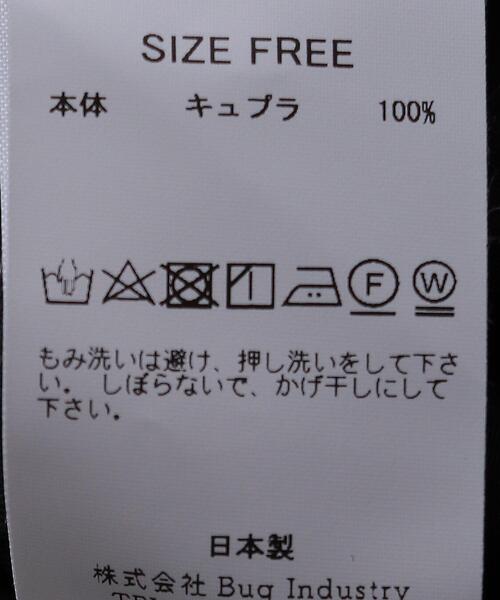 SIZE FREE
本体 キュプラ 100%
F W
もみ洗いは避け、押し洗いをして下さ
い。 しぼらないで、かげ干しにして
下さい。
日本製
株式会社 Bug Industry